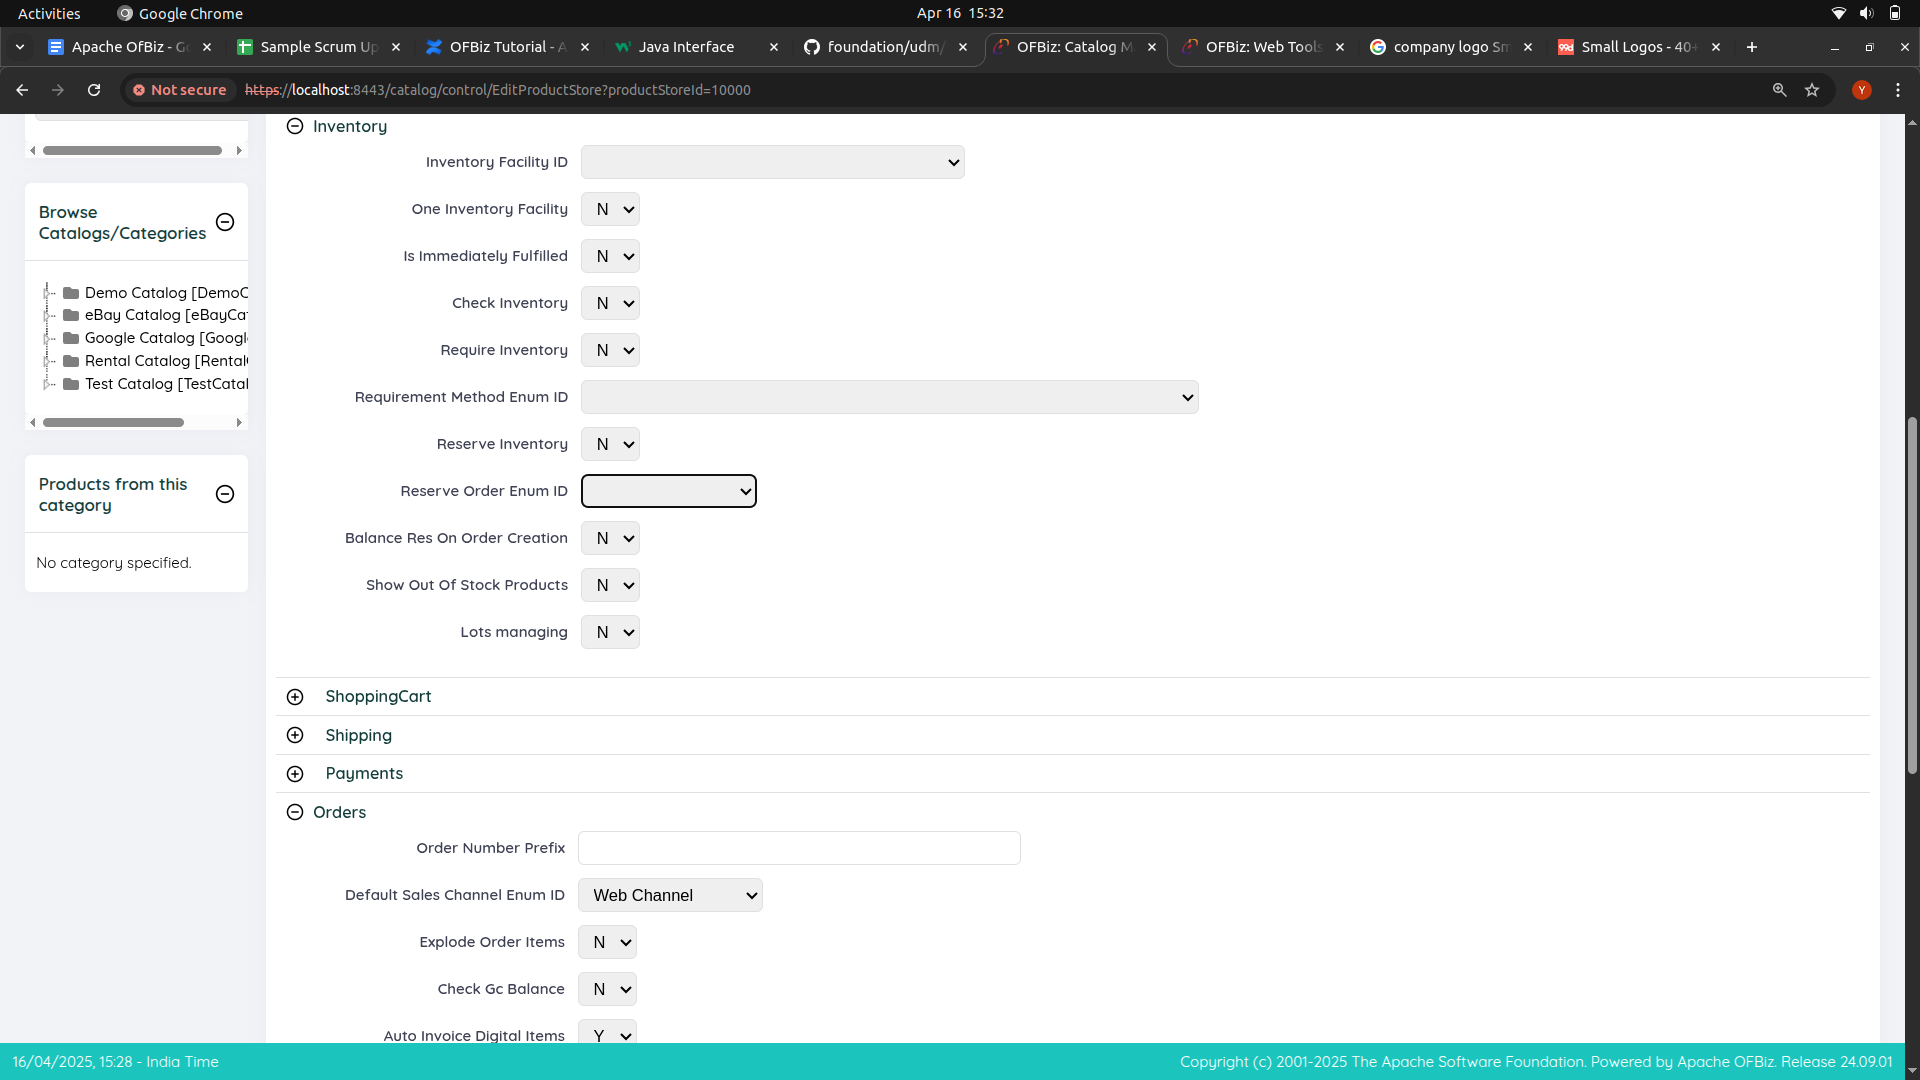 Activities
Google Chrome
Apr 16 15:32
Apache OfBiz - Go
Sample Scrum Up
OFBiz Tutorial - A
Java Interface
foundation/udm/
OFBiz: Catalog M
OFBiz: Web Tools
company logo Sm
Small Logos - 40+
Not secure
https://localhost:8443/catalog/control/EditProductStore?productStoreId=10000
Y
Browse
Catalogs/Categories
Demo Catalog [DemoC
eBay Catalog [eBayCat
Google Catalog [Google
Rental Catalog [RentalC
Test Catalog [TestCatal
Products from this
category
No category specified.
Inventory
Inventory Facility ID
One Inventory Facility N
Is Immediately Fulfilled N
Check Inventory N
Require Inventory N
Requirement Method Enum ID
Reserve Inventory N
Reserve Order Enum ID
Balance Res On Order Creation N
Show Out Of Stock Products N
Lots managing N
ShoppingCart
Shipping
Payments
Orders
Order Number Prefix
Default Sales Channel Enum ID Web Channel
Explode Order Items N
Check Gc Balance N
Auto Invoice Digital Items Y
16/04/2025, 15:28 - India Time
Copyright (c) 2001-2025 The Apache Software Foundation. Powered by Apache OFBiz. Release 24.09.01